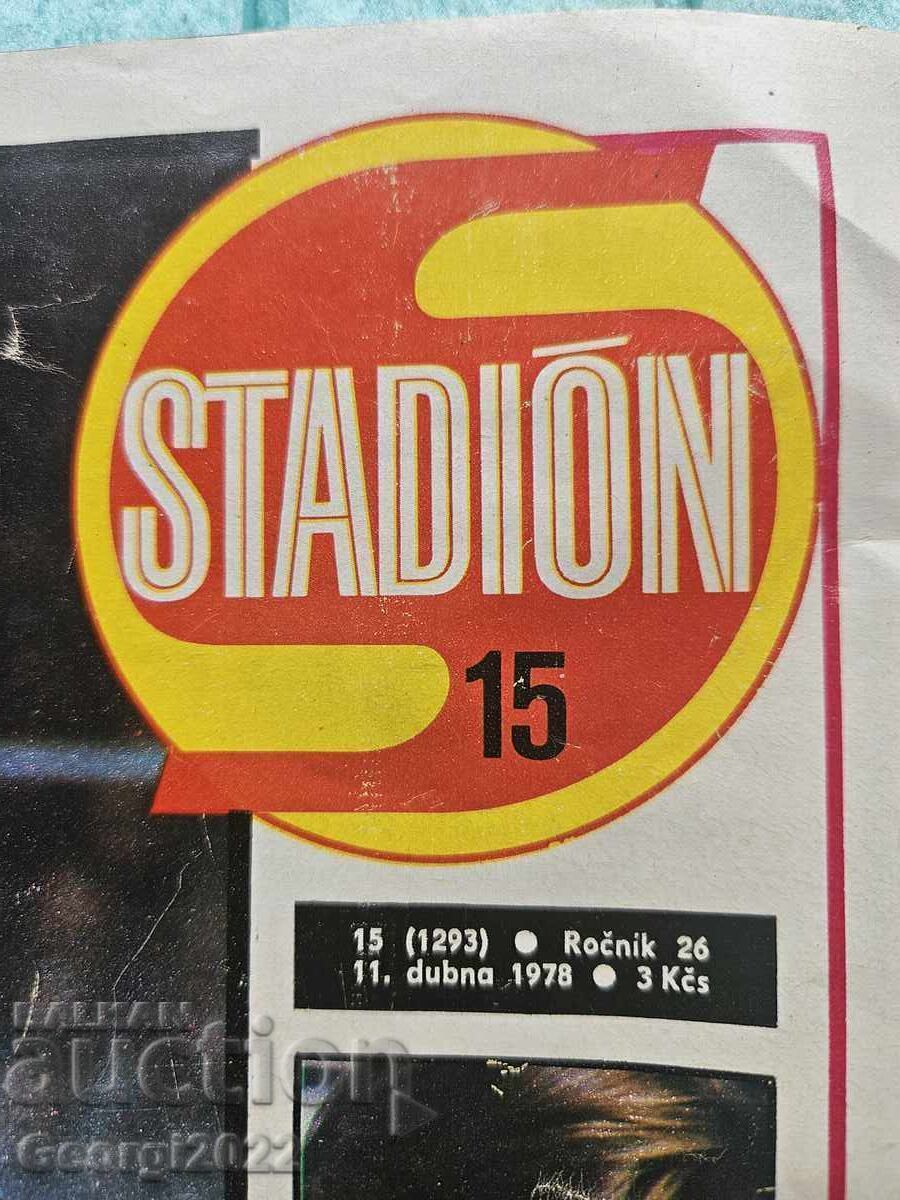 STADIÓN
15
15 (1293) ● Ročník 26
11. dubna 1978 ● 3 Kčs
BALKAN
auction
Georgi2022